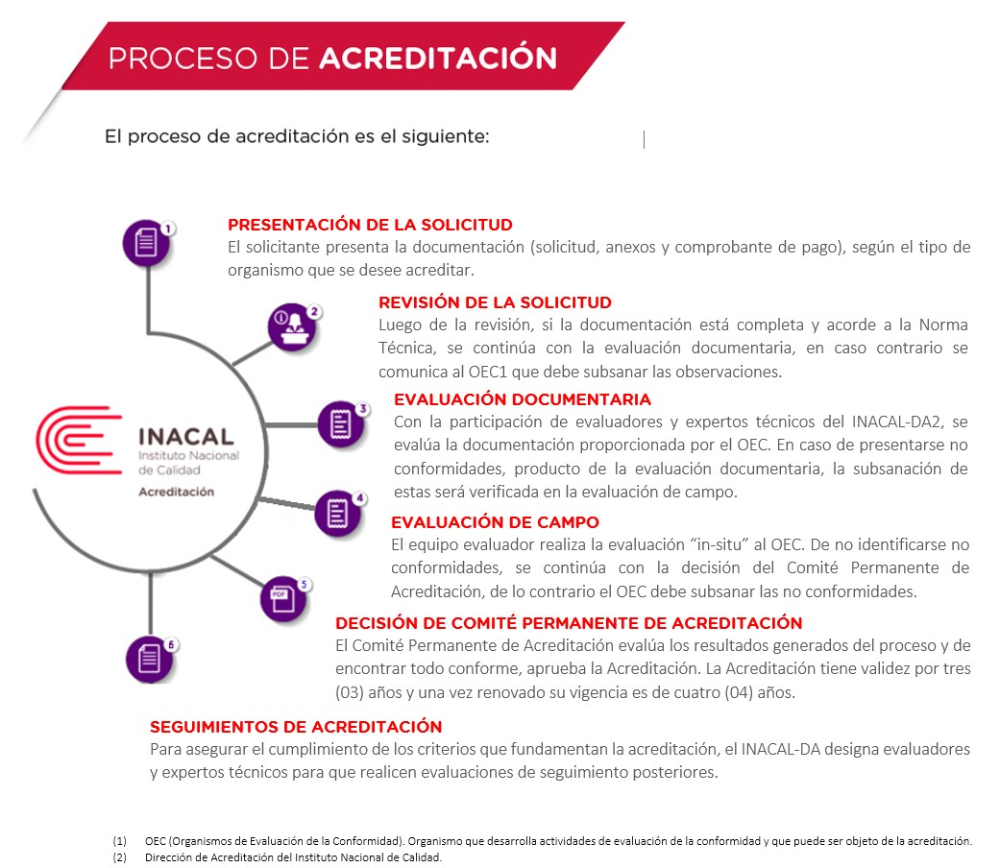 PROCESO DE ACREDITACIÓN
El proceso de acreditación es el siguiente:
1
PRESENTACIÓN DE LA SOLICITUD
El solicitante presenta la documentación (solicitud, anexos y comprobante de pago), según el tipo de
organismo que se desee acreditar.
2
REVISIÓN DE LA SOLICITUD
Luego de la revisión, si la documentación está completa y acorde a la Norma
Técnica, se continúa con la evaluación documentaria, en caso contrario se
comunica al OEC1 que debe subsanar las observaciones.
3
EVALUACIÓN DOCUMENTARIA
Con la participación de evaluadores y expertos técnicos del INACAL-DA2, se
evalúa la documentación proporcionada por el OEC. En caso de presentarse no
conformidades, producto de la evaluación documentaria, la subsanación de
estas será verificada en la evaluación de campo.
INACAL
Instituto Nacional
de Calidad
Acreditación
4
EVALUACIÓN DE CAMPO
El equipo evaluador realiza la evaluación “in-situ” al OEC. De no identificarse no
conformidades, se continúa con la decisión del Comité Permanente de
Acreditación, de lo contrario el OEC debe subsanar las no conformidades.
5
PDF
DECISIÓN DE COMITÉ PERMANENTE DE ACREDITACIÓN
El Comité Permanente de Acreditación evalúa los resultados generados del proceso y de
encontrar todo conforme, aprueba la Acreditación. La Acreditación tiene validez por tres
(03) años y una vez renovado su vigencia es de cuatro (04) años.
6
SEGUIMIENTOS DE ACREDITACIÓN
Para asegurar el cumplimiento de los criterios que fundamentan la acreditación, el INACAL-DA designa evaluadores
y expertos técnicos para que realicen evaluaciones de seguimiento posteriores.
(1) OEC (Organismos de Evaluación de la Conformidad). Organismo que desarrolla actividades de evaluación de la conformidad y que puede ser objeto de la acreditación.
(2) Dirección de Acreditación del Instituto Nacional de Calidad.